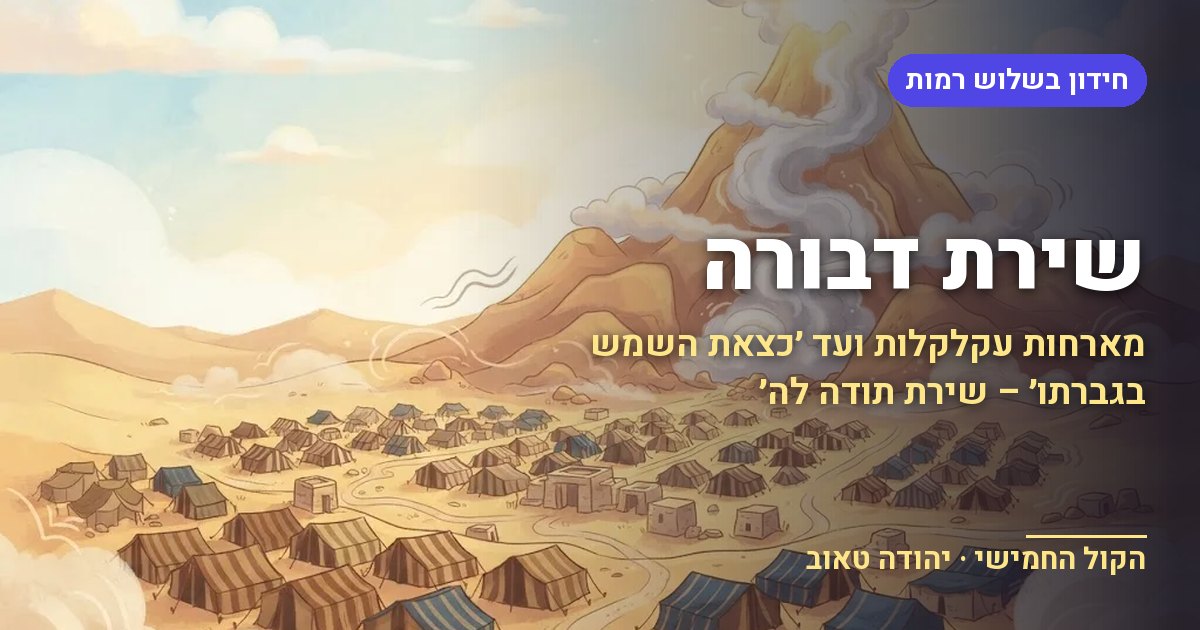 חידון בשלוש רמות
שירת דבורה
מארחות עקלקלות ועד ׳כצאת השמש
בגברתו׳ – שירת תודה לה׳
הקול החמישי · יהודה טאוב